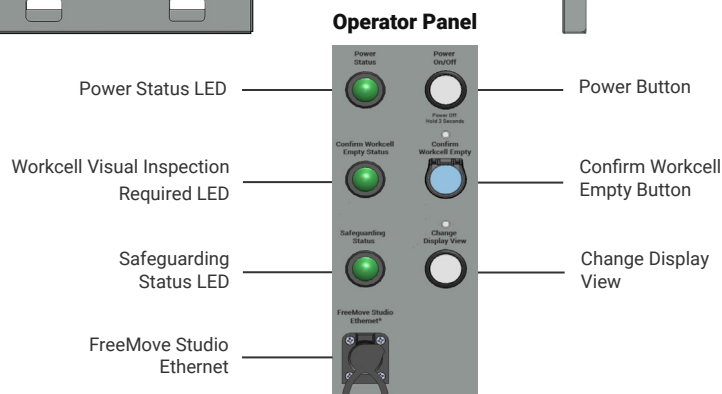 Operator Panel
Power
Status
Power
On/Off
Power Status LED
Power Button
Power Off
Hold 3 Seconds
Confirm Workcell
Empty Status
Confirm
Workcell Empty
Workcell Visual Inspection
Required LED
Confirm Workcell
Empty Button
Safeguarding
Status
Change
Display View
Safeguarding
Status LED
Change Display
View
FreeMove Studio
Ethernet*
FreeMove Studio
Ethernet